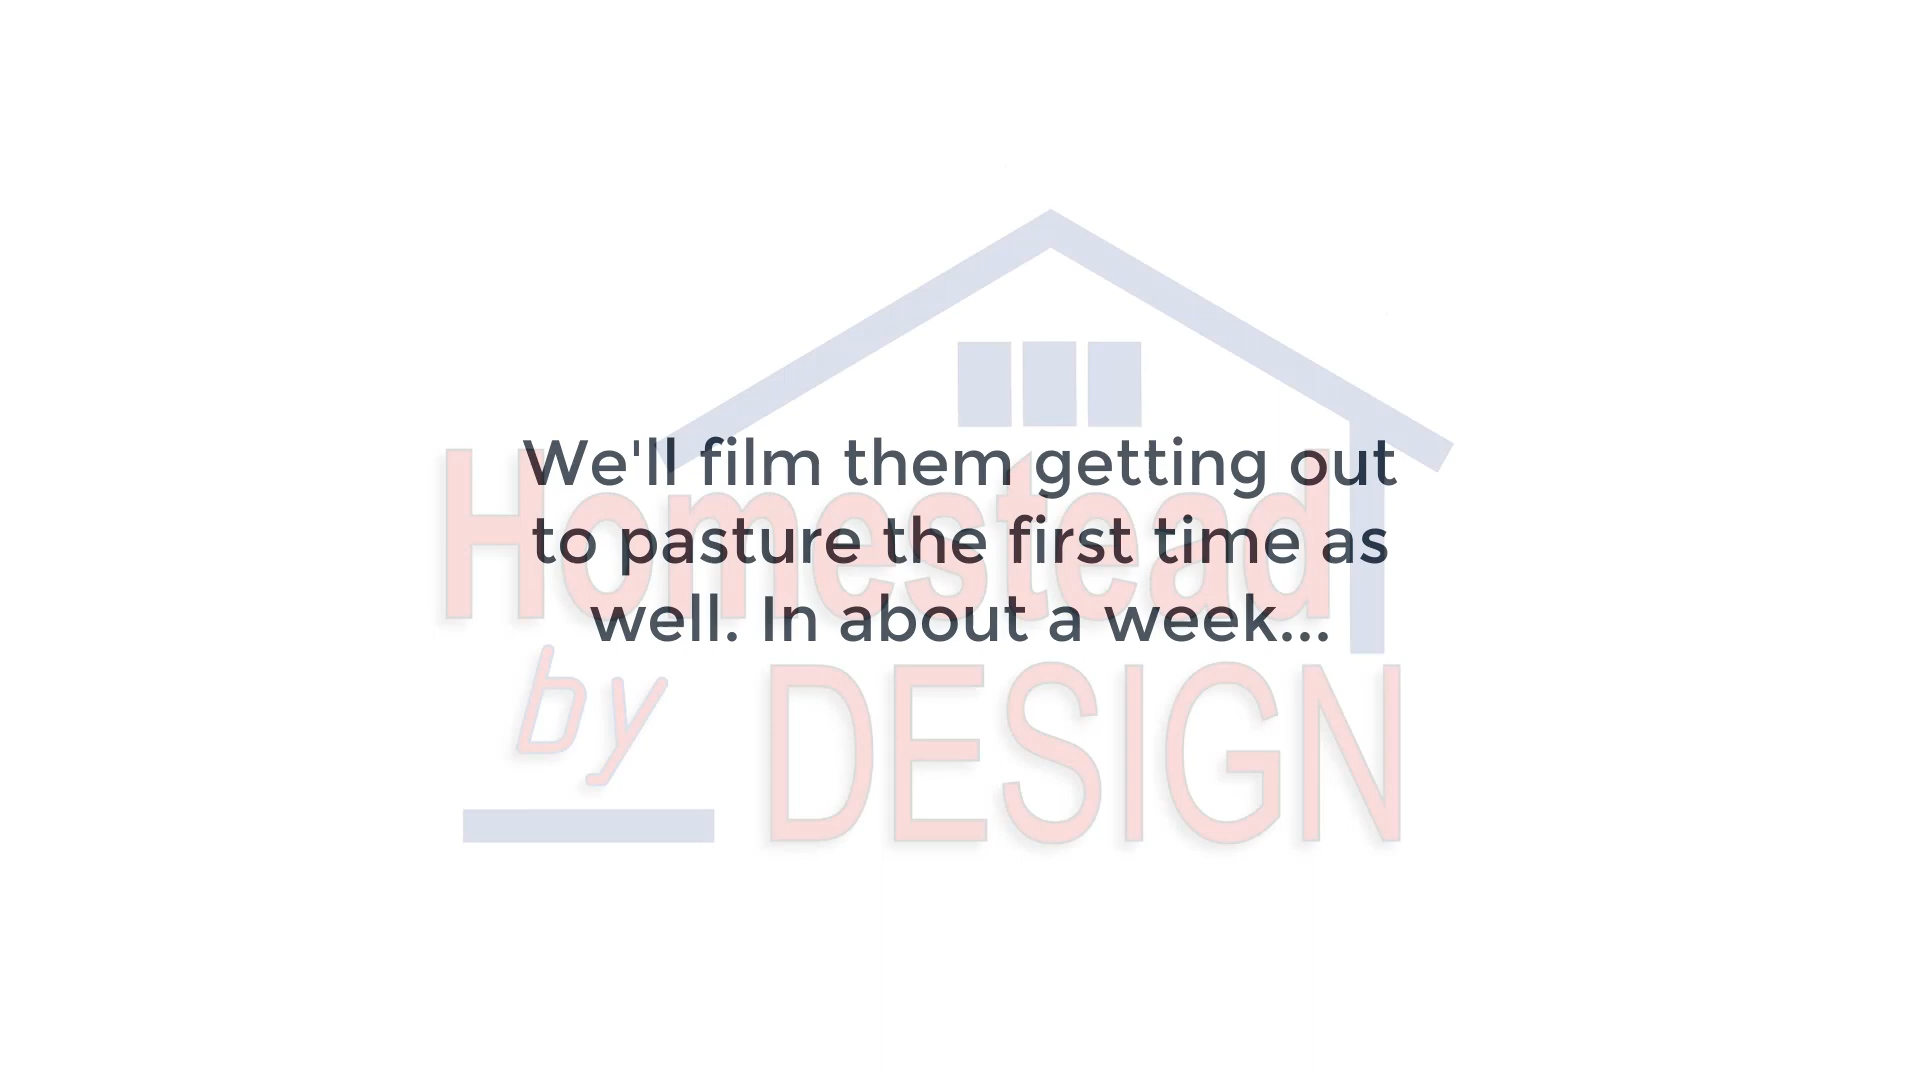 We'll film them getting out
to pasture the first time as
well. In about a week...
Homestead
by DESIGN